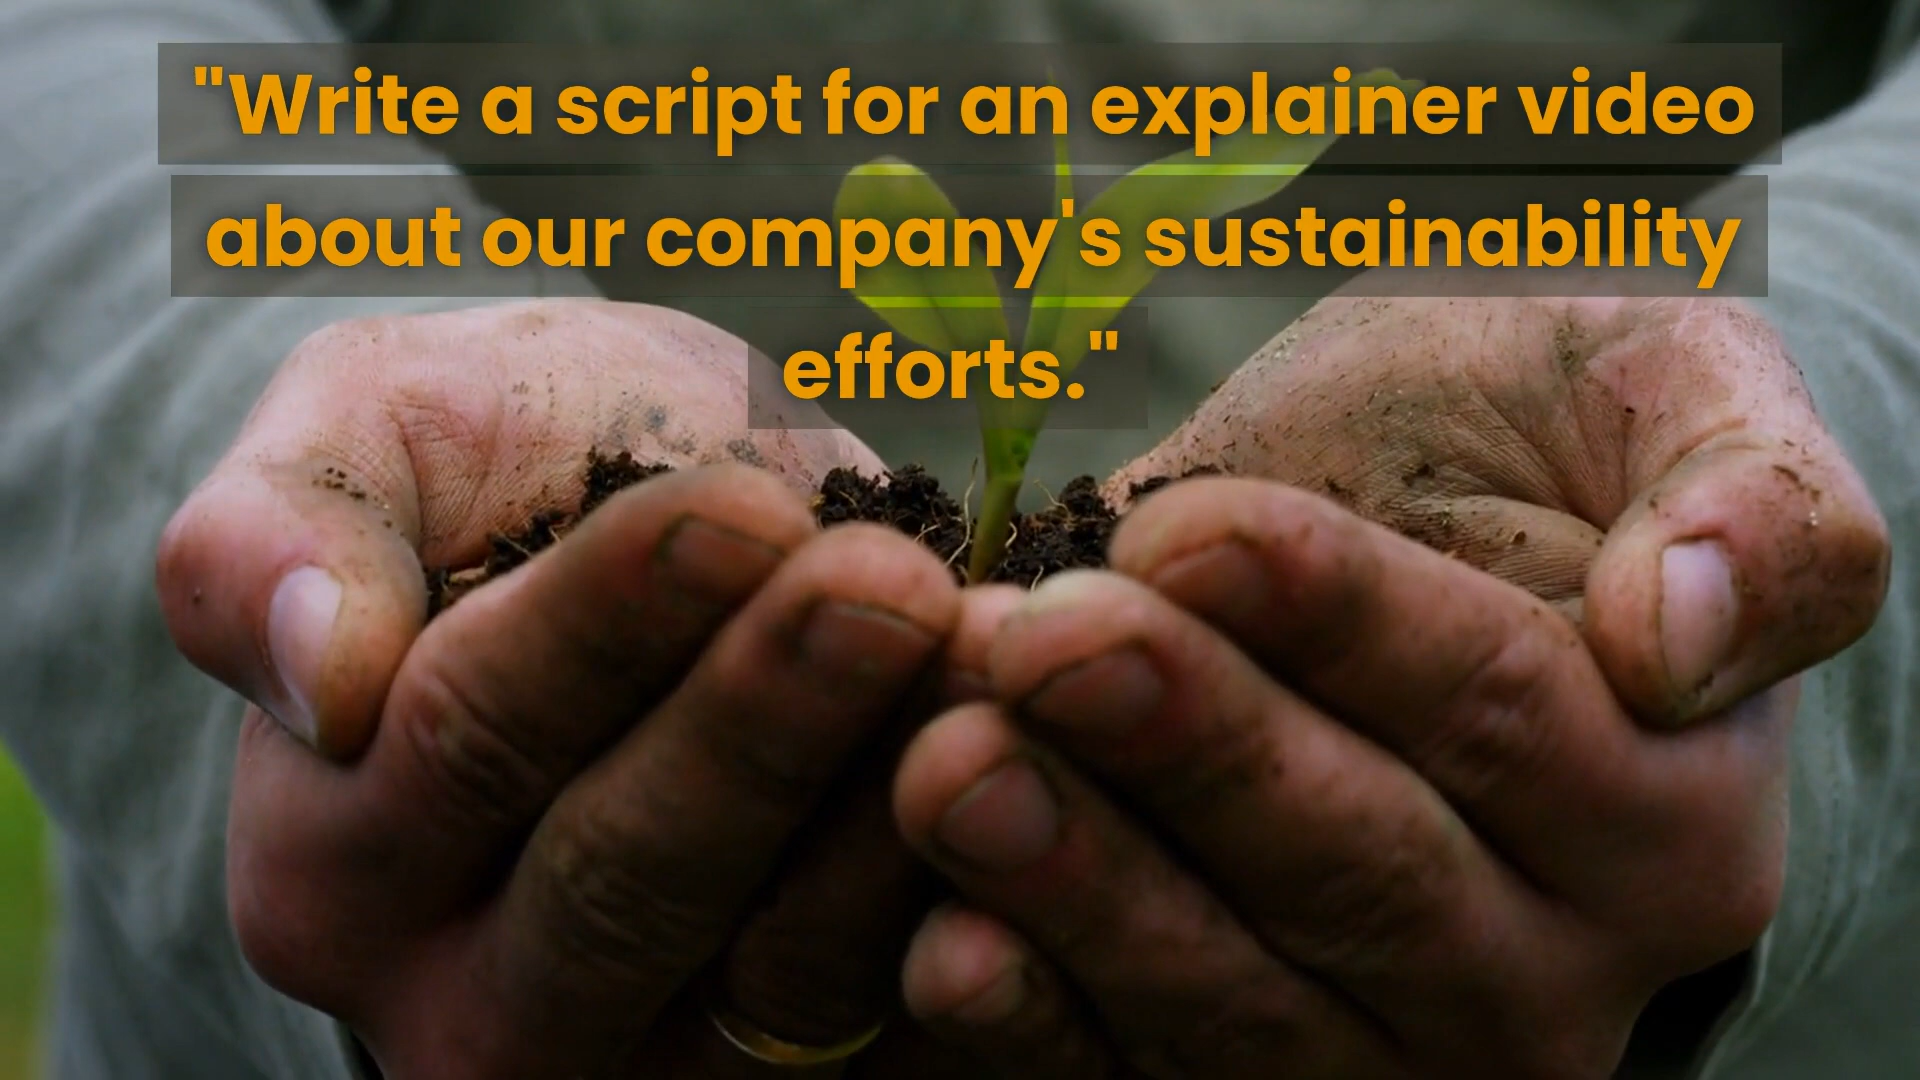 "Write a script for an explainer video
about our company's sustainability
efforts."